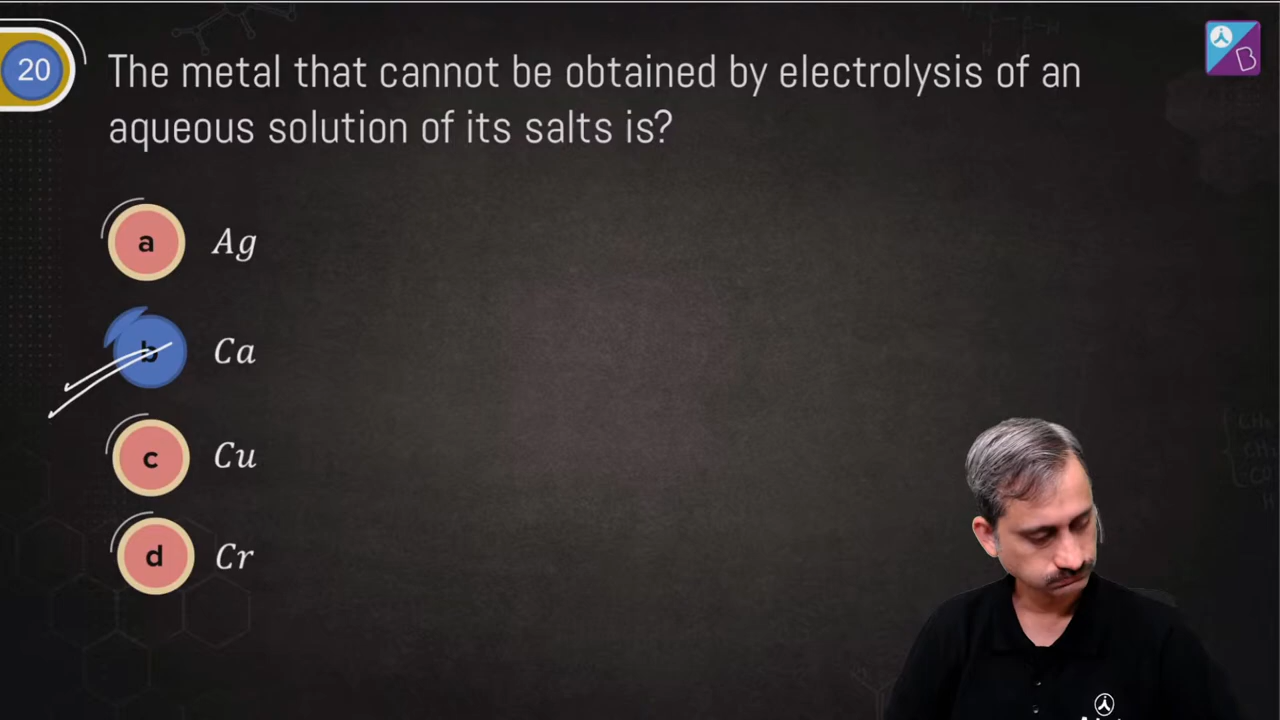 20
The metal that cannot be obtained by electrolysis of an
aqueous solution of its salts is?
a Ag
b Ca
c Cu
d Cr
B